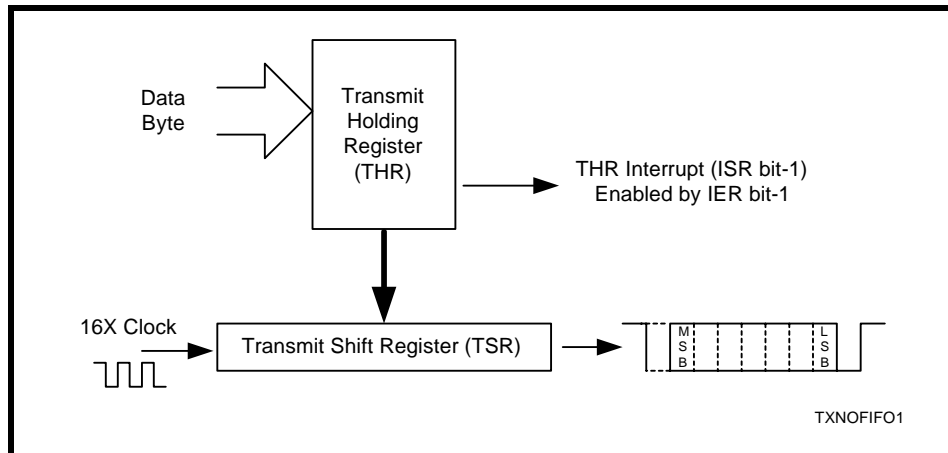 Data
Byte
Transmit
Holding
Register
(THR)
THR Interrupt (ISR bit-1)
Enabled by IER bit-1
16X Clock
Transmit Shift Register (TSR)
M
S
B
L
S
B
TXNOFIFO1